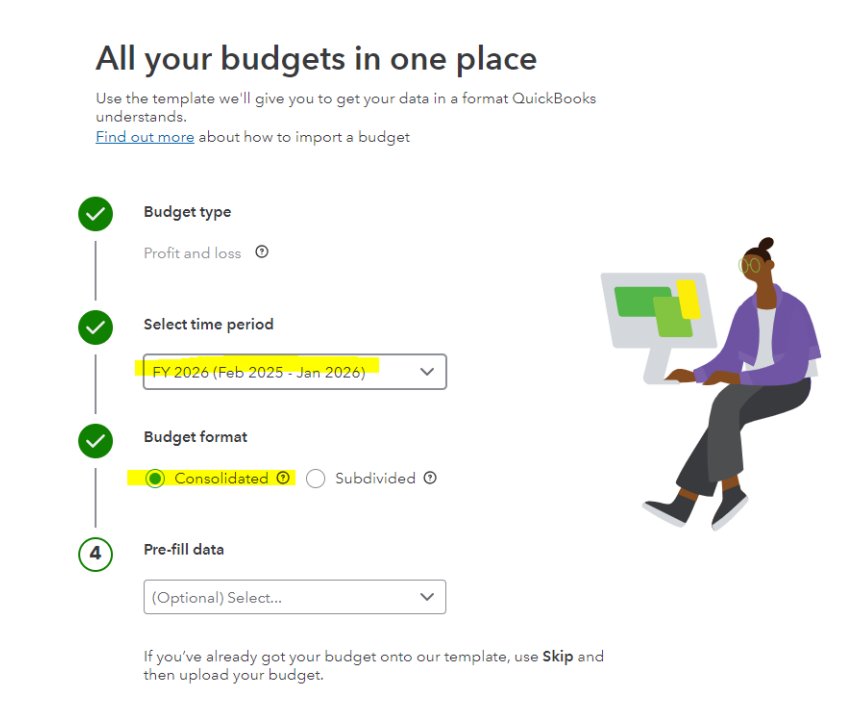 All your budgets in one place
Use the template we'll give you to get your data in a format QuickBooks
understands.
Find out more about how to import a budget
Budget type
Profit and loss
Select time period
FY 2026 (Feb 2025 - Jan 2026)
Budget format
Consolidated Subdivided
4 Pre-fill data
(Optional) Select...
If you've already got your budget onto our template, use Skip and
then upload your budget.